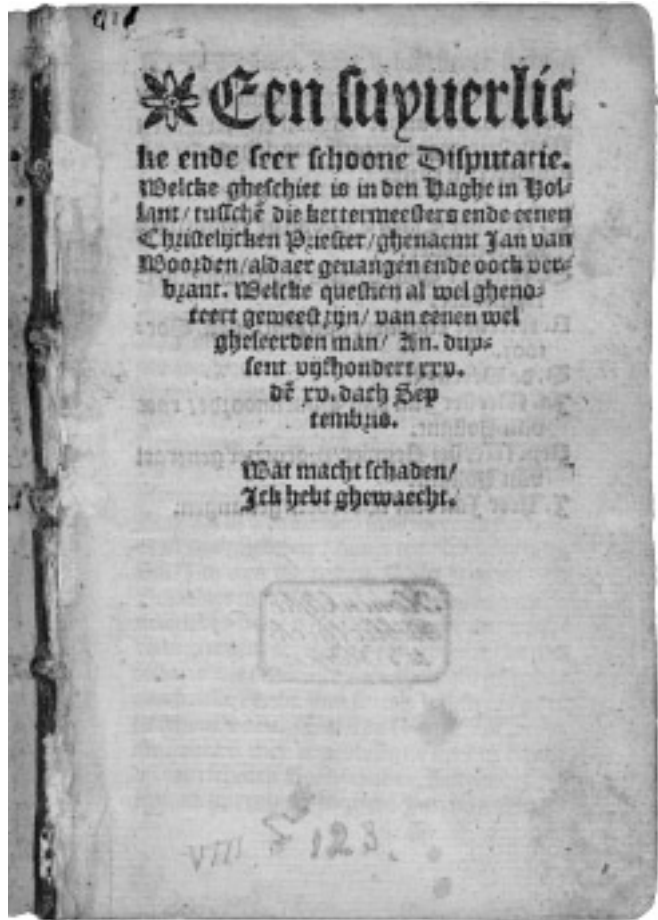 Een suyuerlic
ke ende seer schoone Disputatie.
Welcke gheschiet is in den Haghe in Hol⸗
lant/ tusschē die kettermeesters ende eenen
Christelijcken Priester/ ghenaemt Jan van
Woorden/ aldaer geuangen ende oock ver⸗
brant. Welcke questien al wel gheno⸗
teert geweest zijn/ van eenen wel
gheleerden man/ An. duy⸗
sent vijfhondert xxv.
dē xv. dach Sep
tembris.
Wat macht schaden/
Ick hebt ghewaecht.
VIII 123.